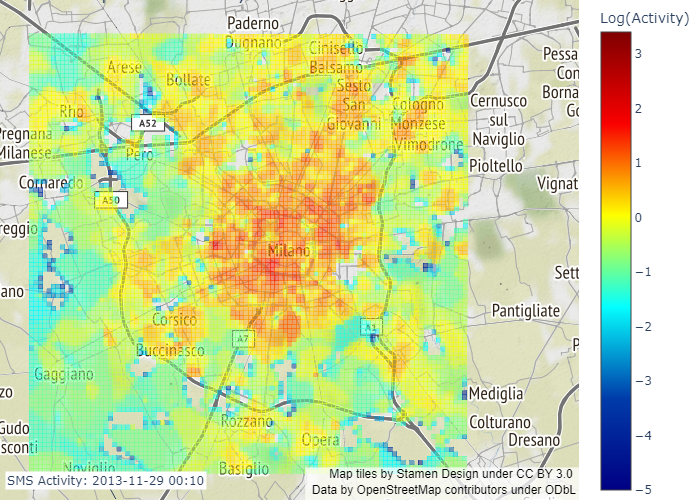 Log(Activity)
Paderno
Dugnano
Cinisello
Balsamo
Pessa
Con
Borna
Arese
Bollate
Sesto
San
Giovanni
Cologno
Monzese
Vimodrone
Cernusco
sul
Naviglio
Rho
A52
Pregnana
Milanese
Pero
Pioltello
Cornaredo
Vignat
A50
reggio
Milano
Sett
ano
Pantigliate
Corsico
A7
A1
Buccinasco
Gaggiano
zo
Mediglia
Rozzano
Colturano
Gudo
sconti
Opera
Dresano
Noviglio
Basiglio
SMS Activity: 2013-11-29 00:10
Map tiles by Stamen Design under CC BY 3.0
Data by OpenStreetMap contributors under ODbL
3
2
1
0
−1
−2
−3
−4
−5